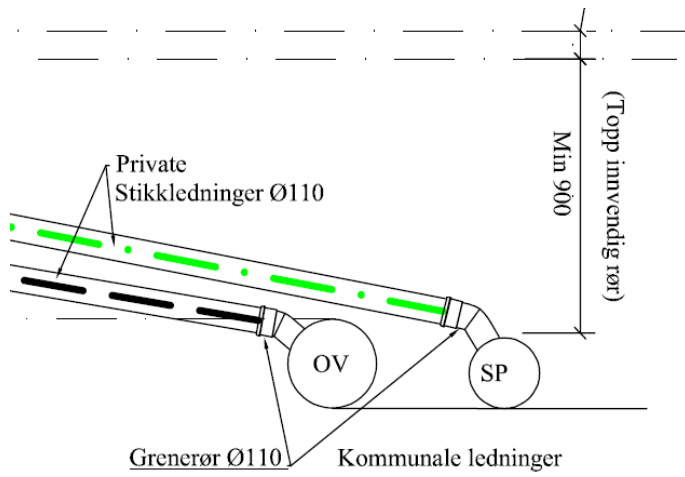 Private
Stikkledninger Ø110
Min 900
(Topp innvendig rør)
OV
SP
Grenerør Ø110
Kommunale ledninger